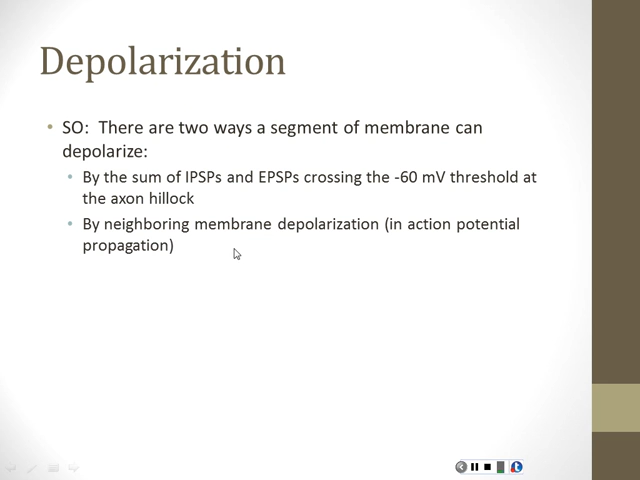 Depolarization
• SO:  There are two ways a segment of membrane can
depolarize:
• By the sum of IPSPs and EPSPs crossing the -60 mV threshold at
the axon hillock
• By neighboring membrane depolarization (in action potential
propagation)